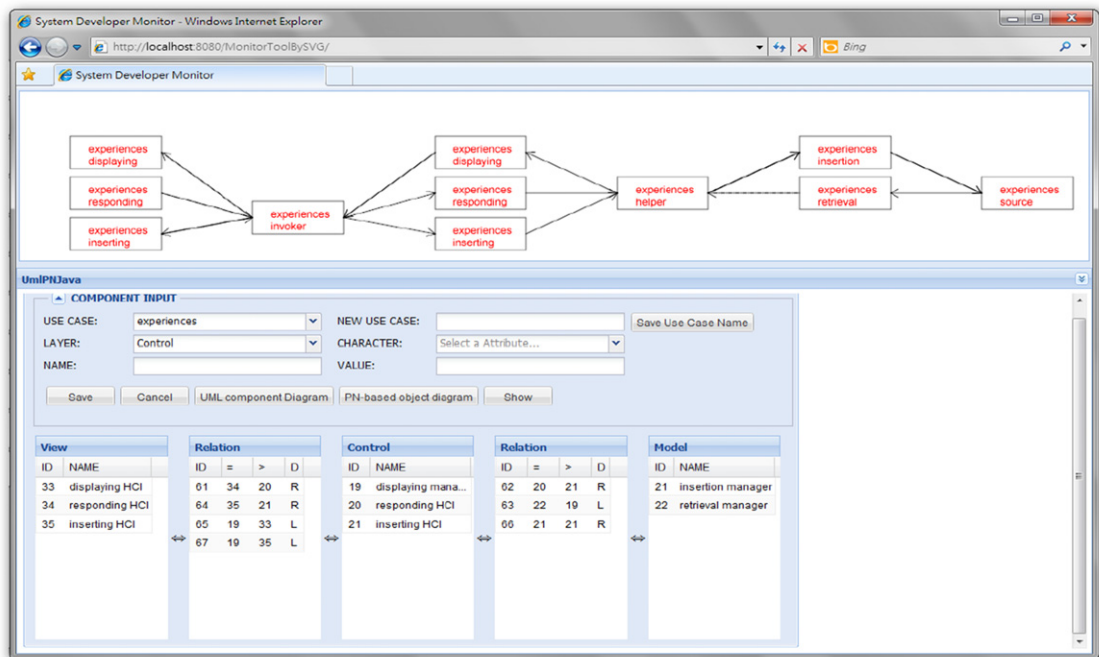 System Developer Monitor - Windows Internet Explorer
http://localhost:8080/MonitorToolBySVG/
Bing
System Developer Monitor
experiences displaying
experiences responding
experiences inserting
experiences invoker
experiences displaying
experiences responding
experiences inserting
experiences helper
experiences insertion
experiences retrieval
experiences source
UmlPNJava
COMPONENT INPUT
USE CASE: experiences NEW USE CASE: Save Use Case Name
LAYER: Control CHARACTER: Select a Attribute...
NAME: VALUE:
Save Cancel UML component Diagram PN-based object diagram Show
View Relation Control Relation Model
ID NAME ID = > D ID NAME ID = > D ID NAME
33 displaying HCI 61 34 20 R 19 displaying mana... 62 20 21 R 21 insertion manager
34 responding HCI 64 35 21 R 20 responding HCI 63 22 19 L 22 retrieval manager
35 inserting HCI 65 19 33 L 21 inserting HCI 66 21 21 R
67 19 35 L